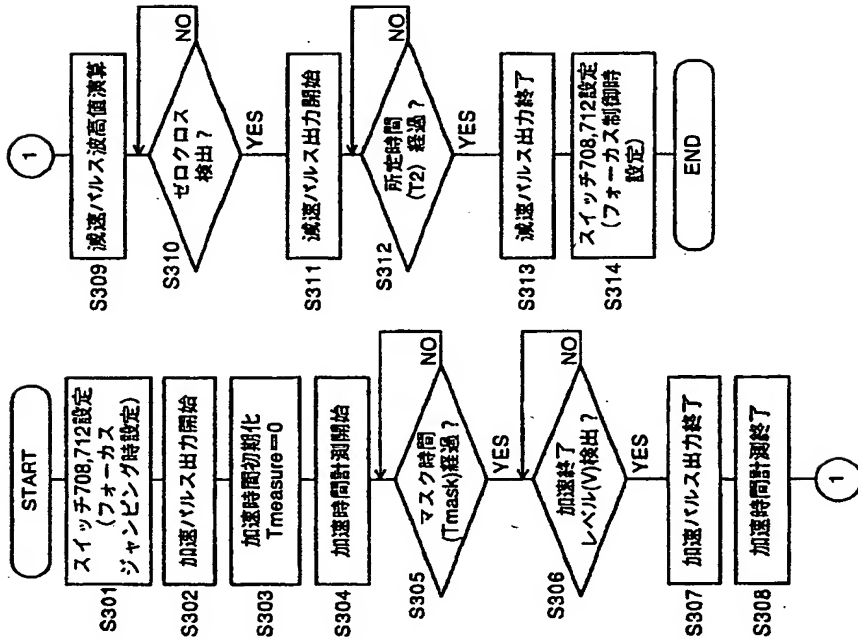 START
スイッチ708,712設定
(フォーカス
ジャンピング時設定)
S301
加速パルス出力開始
S302
加速時間初期化
Tmeasure=0
S303
加速時間計測開始
S304
マスク時間
(Tmask)経過?
NO
S305
YES
加速終了
レベル(V)検出?
NO
S306
YES
加速パルス出力終了
S307
加速時間計測終了
S308
1
1
減速パルス波高値演算
S309
ゼロクロス
検出?
NO
S310
YES
減速パルス出力開始
S311
所定時間
(T2) 経過?
NO
S312
YES
減速パルス出力終了
S313
スイッチ708,712設定
(フォーカス制御時
設定)
S314
END